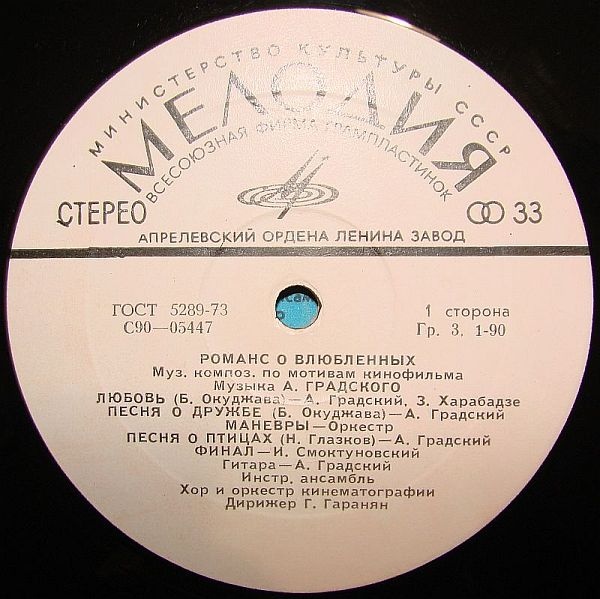 МИНИСТЕРСТВО КУЛЬТУРЫ СССР
МЕЛОДИЯ
ВСЕСОЮЗНАЯ ФИРМА ГРАМПЛАСТИНОК
СТЕРЕО 33
АПРЕЛЕВСКИЙ ОРДЕНА ЛЕНИНА ЗАВОД
ГОСТ 5289-73 1 сторона
С90—05447 Гр. 3, 1-90
РОМАНС О ВЛЮБЛЕННЫХ
Муз. композ. по мотивам кинофильма
Музыка А. ГРАДСКОГО
ЛЮБОВЬ (Б. Окуджава)—А. Градский, З. Харабадзе
ПЕСНЯ О ДРУЖБЕ (Б. Окуджава)—А. Градский
МАНЕВРЫ—Оркестр
ПЕСНЯ О ПТИЦАХ (Н. Глазков)—А. Градский
ФИНАЛ—И. Смоктуновский
Гитара—А. Градский
Инстр. ансамбль
Хор и оркестр кинематографии
Дирижер Г. Гаранян